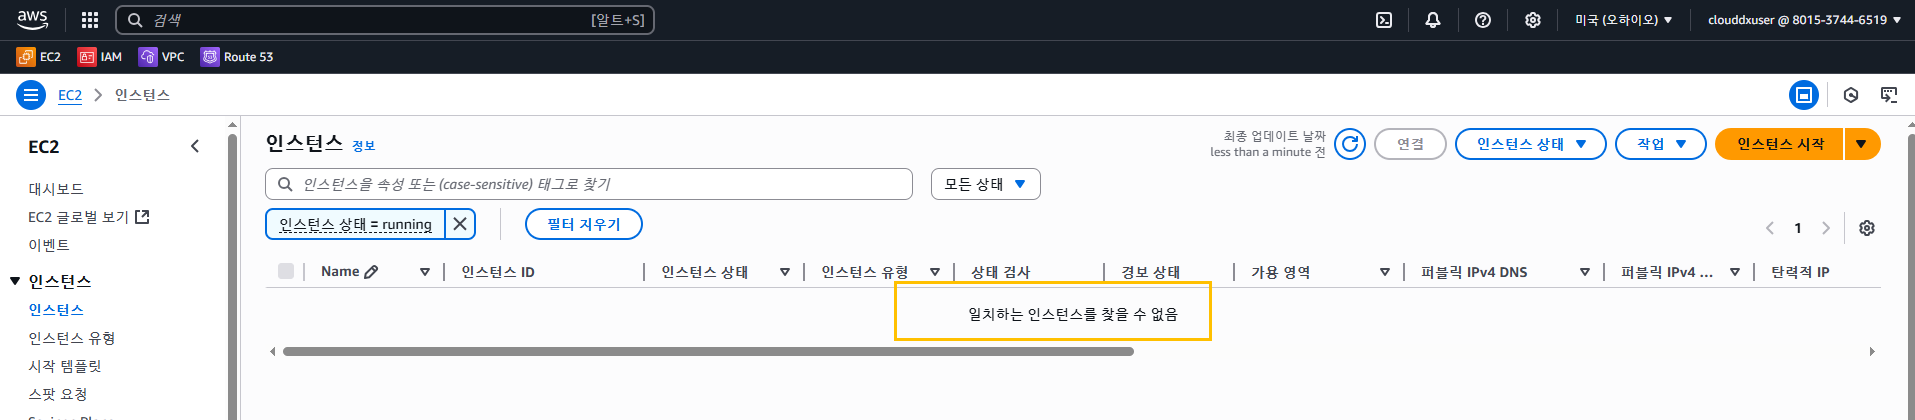 aws 검색 [알트+S] 미국 (오하이오) clouddxuser @ 8015-3744-6519
EC2 IAM VPC Route 53
EC2 > 인스턴스
EC2
대시보드
EC2 글로벌 보기
이벤트
인스턴스
인스턴스
인스턴스 유형
시작 템플릿
스팟 요청
인스턴스 정보
최종 업데이트 날짜
less than a minute 전
연결 인스턴스 상태 작업 인스턴스 시작
인스턴스을 속성 또는 (case-sensitive) 태그로 찾기 모든 상태
인스턴스 상태 = running 필터 지우기 1
Name 인스턴스 ID 인스턴스 상태 인스턴스 유형 상태 검사 경보 상태 가용 영역 퍼블릭 IPv4 DNS 퍼블릭 IPv4 ... 탄력적 IP
일치하는 인스턴스를 찾을 수 없음